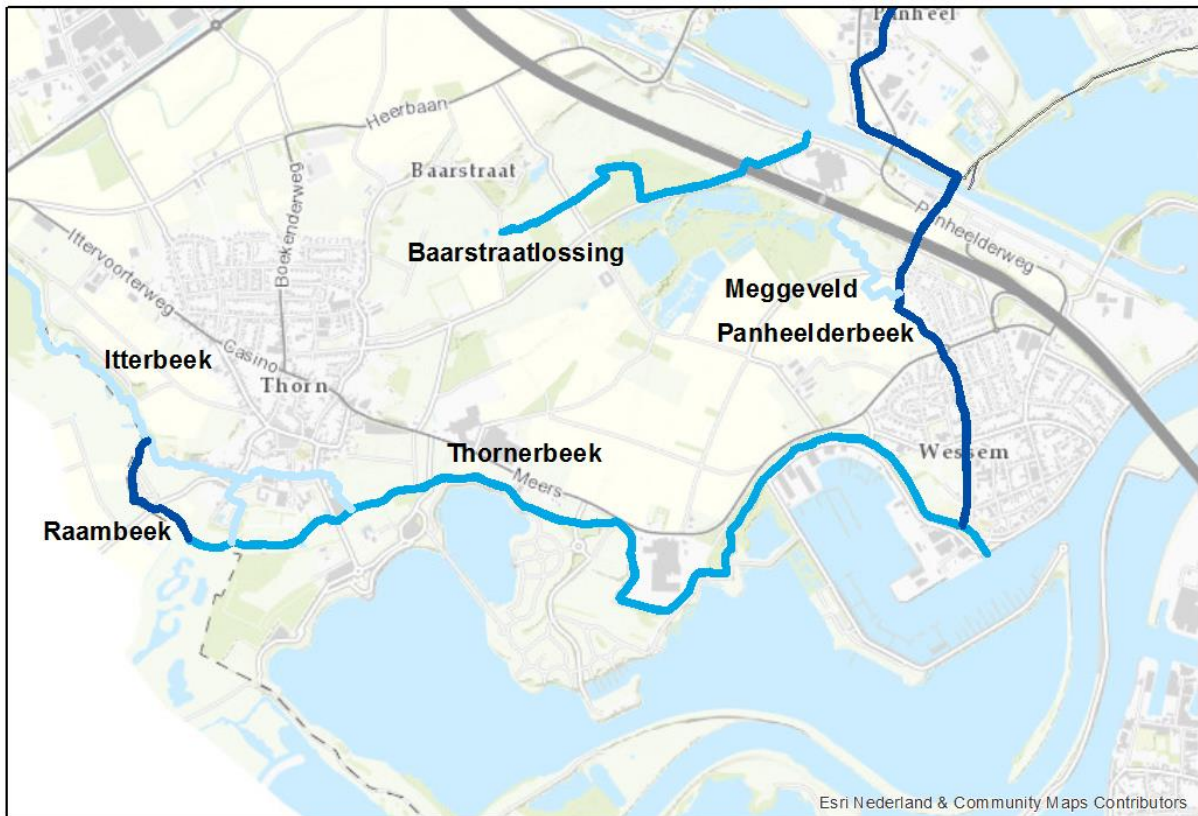 Panheel
Heerbaan
Baarstraat
Boekenderweg
Ittervoorterweg
Panheelderweg
Baarstraatlossing
Meggeveld
Panheelderbeek
Itterbeek
Casino
Thorn
Thornerbeek
Wessem
Meers
Raambeek
Esri Nederland & Community Maps Contributors